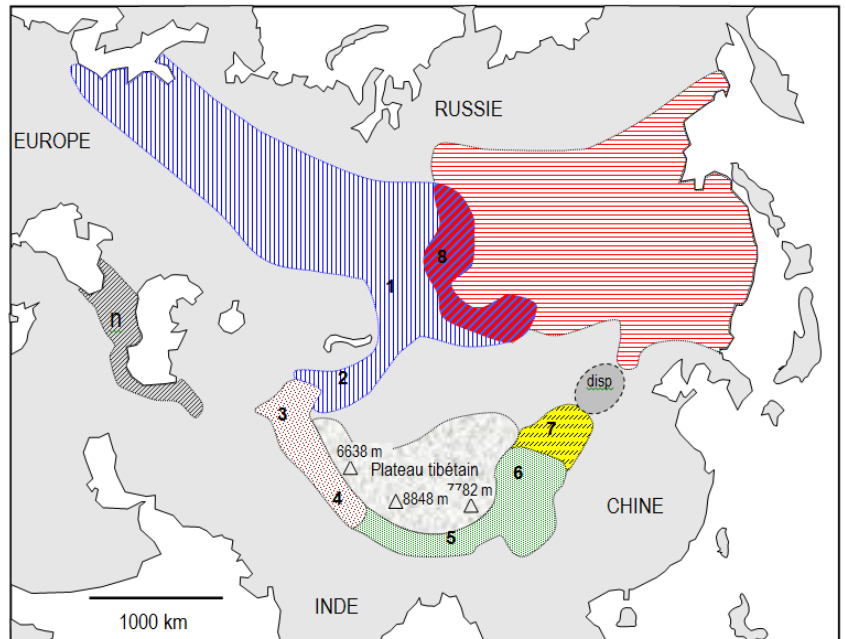 RUSSIE
EUROPE
8
1
n
2
disp
3
7
6638 m
Plateau tibétain
6
7782 m
8848 m
4
CHINE
5
1000 km
INDE